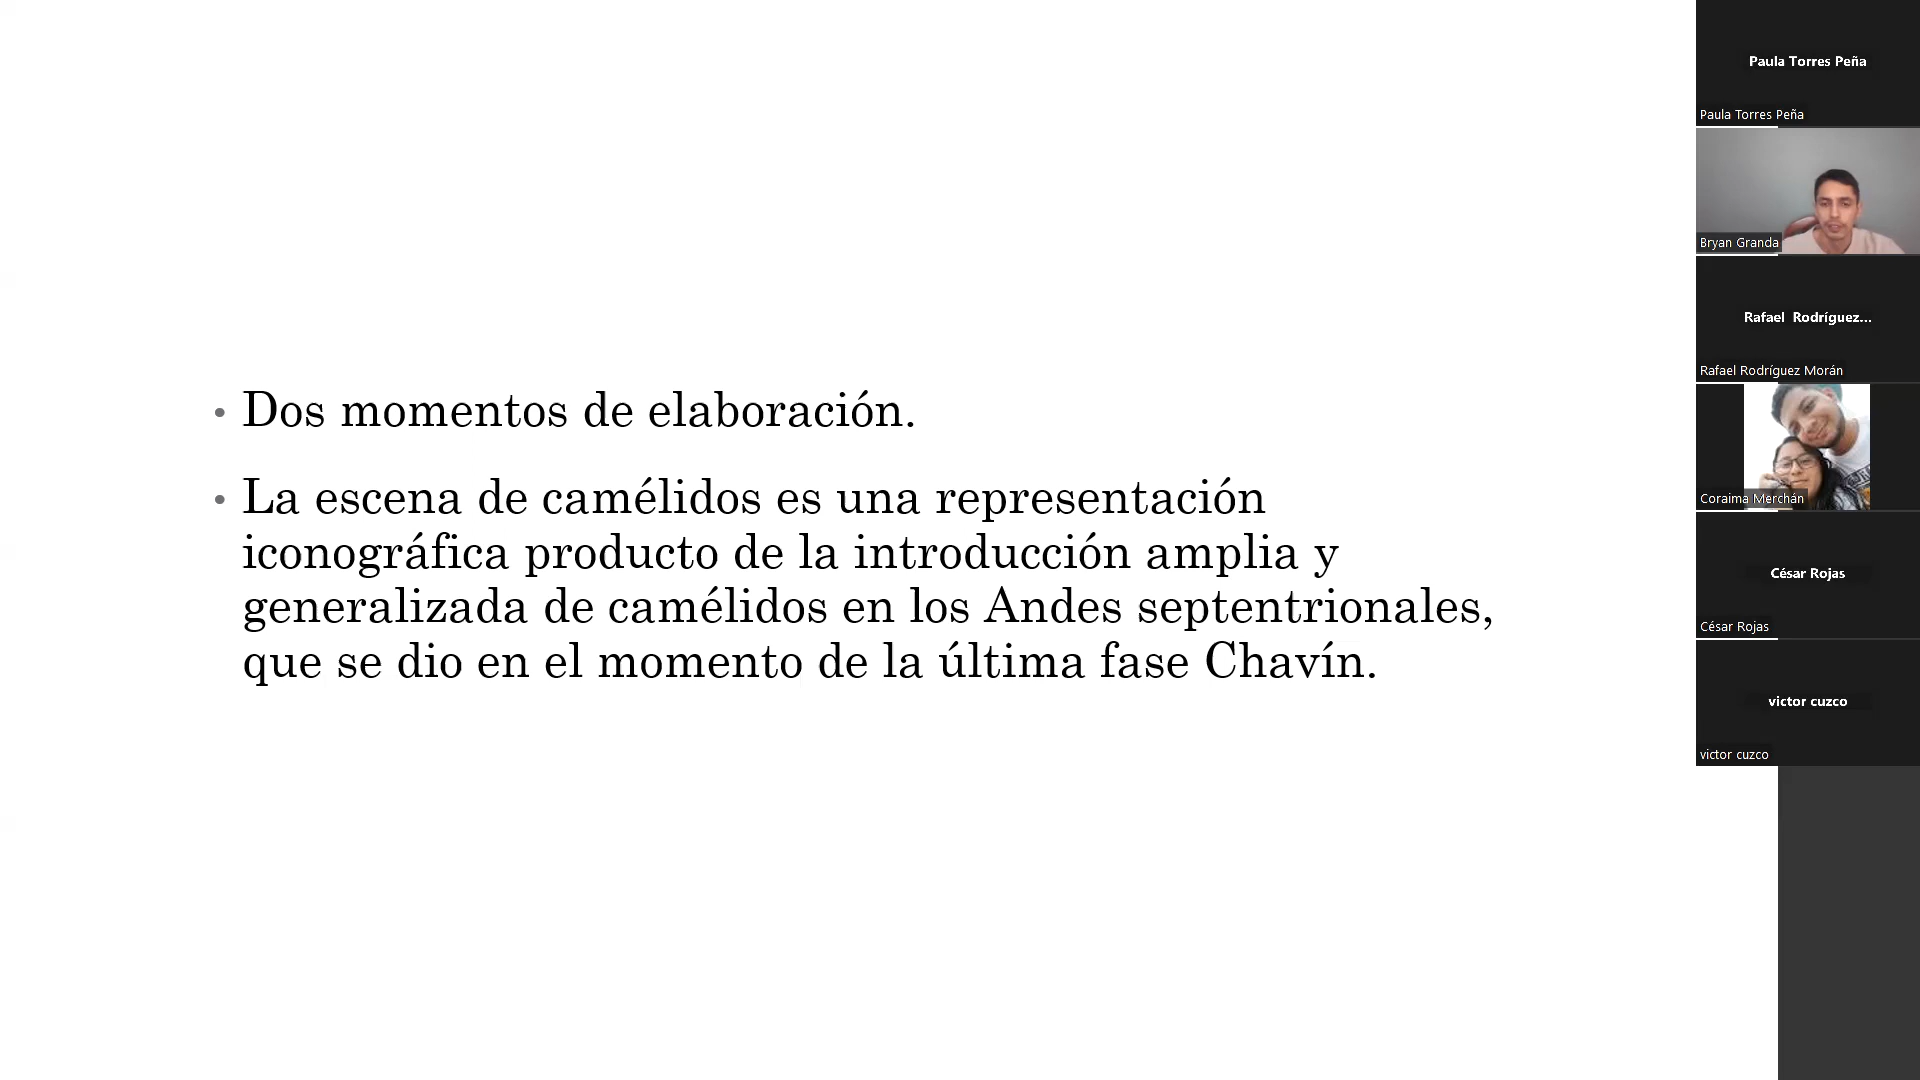 • Dos momentos de elaboración.
• La escena de camélidos es una representación
iconográfica producto de la introducción amplia y
generalizada de camélidos en los Andes septentrionales,
que se dio en el momento de la última fase Chavín.
Paula Torres Peña
Paula Torres Peña
Bryan Granda
Rafael Rodríguez...
Rafael Rodríguez Morán
Coraima Merchán
César Rojas
César Rojas
victor cuzco
victor cuzco